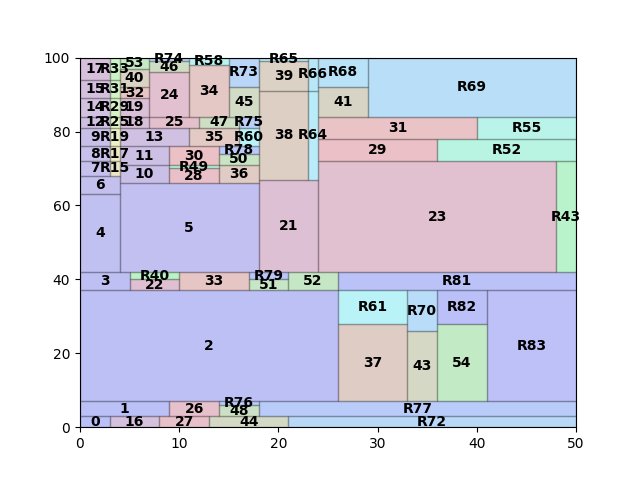 100
80
60
40
20
0
0 10 20 30 40 50
17 R33 53 R74 46 R58 R73 R65 39 R66 R68 R69
15 R31 40 32 24 34 45 41
14 R29 19
12 R25 18 25 47 R75 38 R64 31 R55
9 R19 13 35 R60
8 R17 11 30 R78 50 29 R52
7 R15 10 R49 28 36
6
4 5 21 23 R43
3 R40 22 33 R79 51 52 R81
2 R61 R70 R82 R83
37 43 54
1 26 R76 48 R77
0 16 27 44 R72